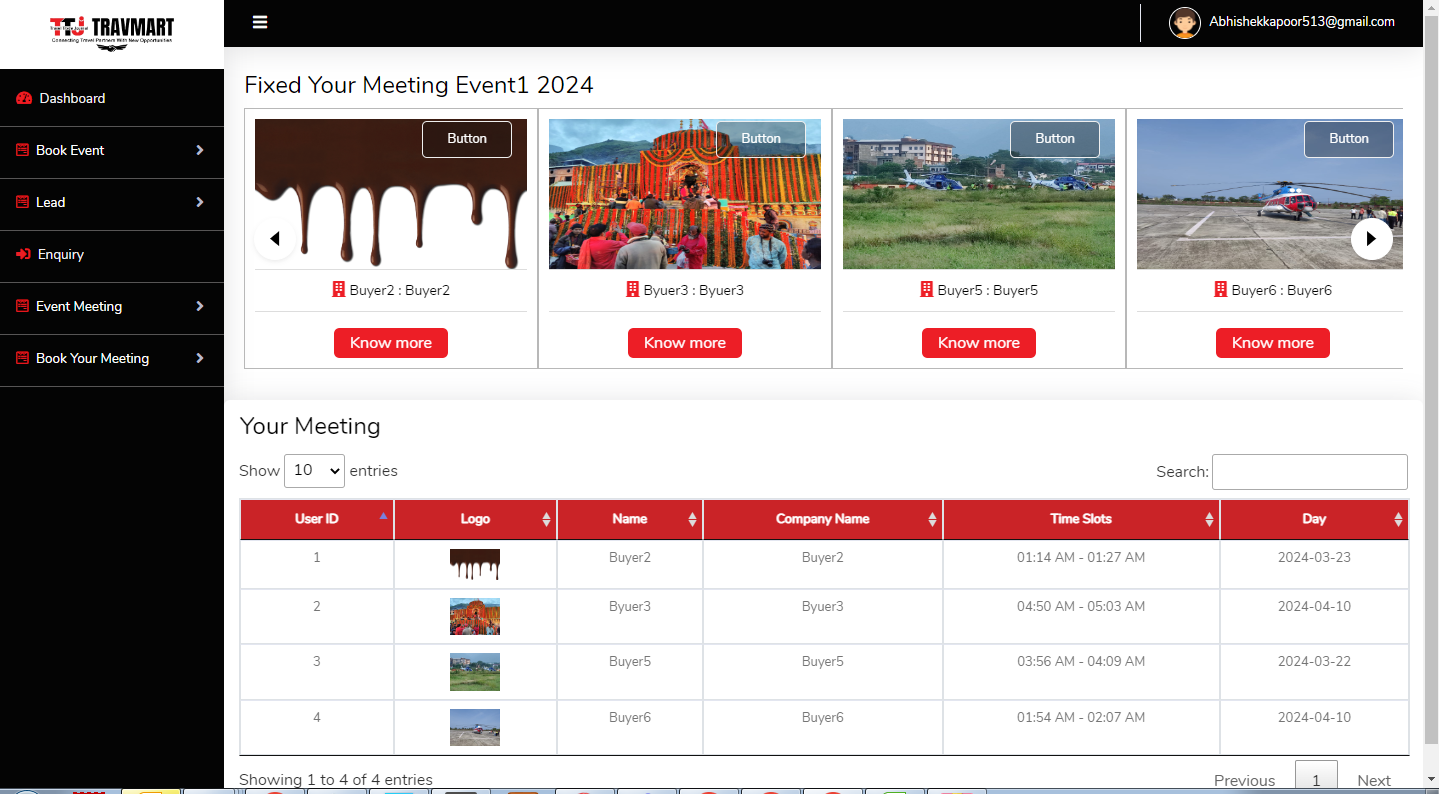 TTJ TRAVMART
Connecting Travel Partners With New Opportunities
Abhishekkapoor513@gmail.com
Dashboard
Book Event
Lead
Enquiry
Event Meeting
Book Your Meeting
Fixed Your Meeting Event1 2024
Button Button Button Button
Buyer2 : Buyer2 Byuer3 : Byuer3 Buyer5 : Buyer5 Buyer6 : Buyer6
Know more Know more Know more Know more
Your Meeting
Show 10 entries Search:
User ID Logo Name Company Name Time Slots Day
1 Buyer2 Buyer2 01:14 AM - 01:27 AM 2024-03-23
2 Byuer3 Byuer3 04:50 AM - 05:03 AM 2024-04-10
3 Buyer5 Buyer5 03:56 AM - 04:09 AM 2024-03-22
4 Buyer6 Buyer6 01:54 AM - 02:07 AM 2024-04-10
Showing 1 to 4 of 4 entries Previous 1 Next